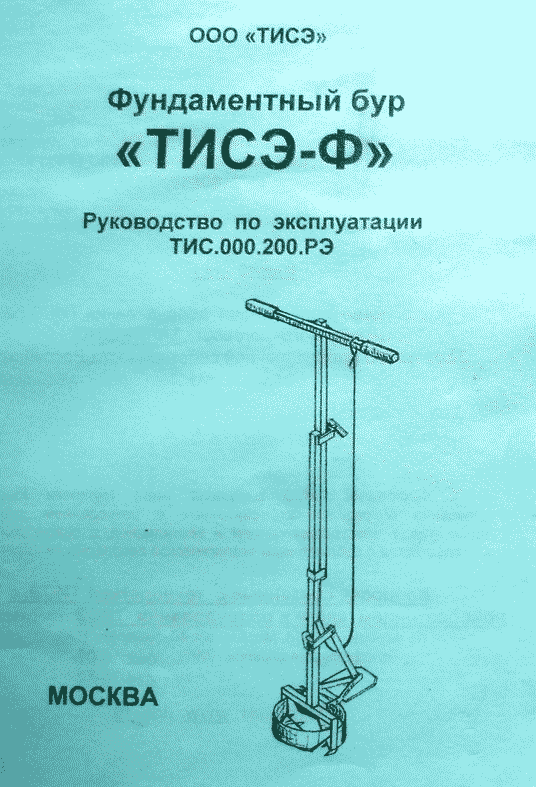 ООО «ТИСЭ»
Фундаментный бур
«ТИСЭ-Ф»
Руководство по эксплуатации
ТИС.000.200.РЭ
МОСКВА